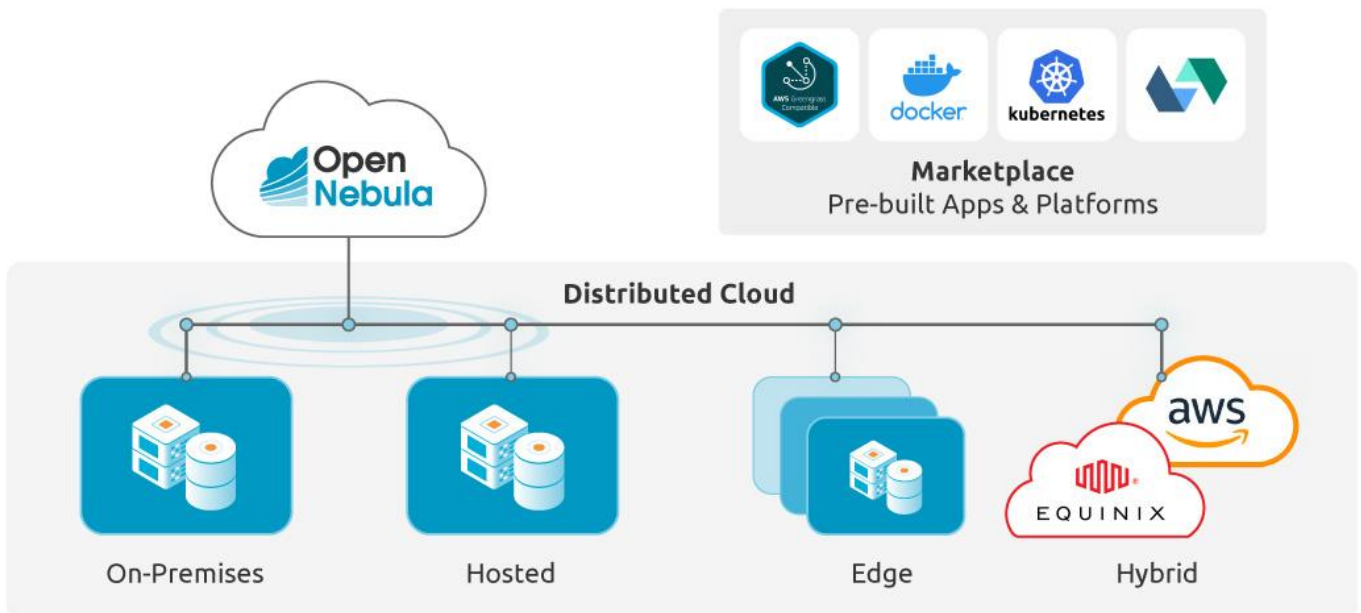 Open
Nebula
AWS Greengrass
Compatible
docker
kubernetes
Marketplace
Pre-built Apps & Platforms
Distributed Cloud
aws
EQUINIX
On-Premises
Hosted
Edge
Hybrid